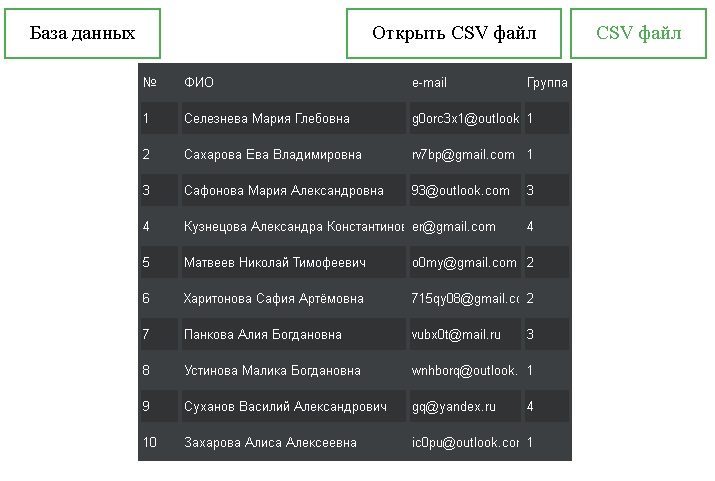 База данных Открыть CSV файл CSV файл
№ ФИО e-mail Группа
1 Селезнева Мария Глебовна g0orc3x1@outlook 1
2 Сахарова Ева Владимировна rv7bp@gmail.com 1
3 Сафонова Мария Александровна 93@outlook.com 3
4 Кузнецова Александра Константинов er@gmail.com 4
5 Матвеев Николай Тимофеевич o0my@gmail.com 2
6 Харитонова Сафия Артёмовна 715qy08@gmail.co 2
7 Панкова Алия Богдановна vubx0t@mail.ru 3
8 Устинова Малика Богдановна wnhborq@outlook. 1
9 Суханов Василий Александрович gq@yandex.ru 4
10 Захарова Алиса Алексеевна ic0pu@outlook.com 1